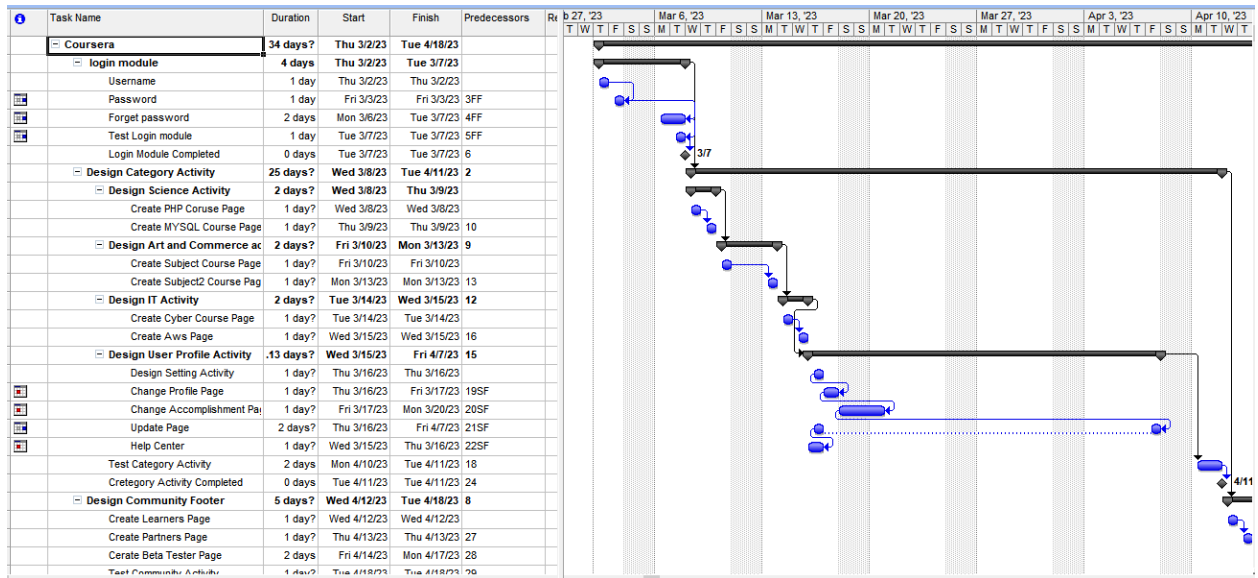 Task Name Duration Start Finish Predecessors Re b 27, '23 Mar 6, '23 Mar 13, '23 Mar 20, '23 Mar 27, '23 Apr 3, '23 Apr 10, '23
T W T F S S M T W T F S S M T W T F S S M T W T F S S M T W T F S S M T W T F S S M T W T
Coursera 34 days? Thu 3/2/23 Tue 4/18/23
login module 4 days Thu 3/2/23 Tue 3/7/23
Username 1 day Thu 3/2/23 Thu 3/2/23
Password 1 day Fri 3/3/23 Fri 3/3/23 3FF
Forget password 2 days Mon 3/6/23 Tue 3/7/23 4FF
Test Login module 1 day Tue 3/7/23 Tue 3/7/23 5FF
Login Module Completed 0 days Tue 3/7/23 Tue 3/7/23 6 3/7
Design Category Activity 25 days? Wed 3/8/23 Tue 4/11/23 2
Design Science Activity 2 days? Wed 3/8/23 Thu 3/9/23
Create PHP Coruse Page 1 day? Wed 3/8/23 Wed 3/8/23
Create MYSQL Course Page 1 day? Thu 3/9/23 Thu 3/9/23 10
Design Art and Commerce ac 2 days? Fri 3/10/23 Mon 3/13/23 9
Create Subject Course Page 1 day? Fri 3/10/23 Fri 3/10/23
Create Subject2 Course Pag 1 day? Mon 3/13/23 Mon 3/13/23 13
Design IT Activity 2 days? Tue 3/14/23 Wed 3/15/23 12
Create Cyber Course Page 1 day? Tue 3/14/23 Tue 3/14/23
Create Aws Page 1 day? Wed 3/15/23 Wed 3/15/23 16
Design User Profile Activity .13 days? Wed 3/15/23 Fri 4/7/23 15
Design Setting Activity 1 day? Thu 3/16/23 Thu 3/16/23
Change Profile Page 1 day? Thu 3/16/23 Fri 3/17/23 19SF
Change Accomplishment Pa 1 day? Fri 3/17/23 Mon 3/20/23 20SF
Update Page 2 days? Thu 3/16/23 Fri 4/7/23 21SF
Help Center 1 day? Wed 3/15/23 Thu 3/16/23 22SF
Test Category Activity 2 days Mon 4/10/23 Tue 4/11/23 18
Cretegory Activity Completed 0 days Tue 4/11/23 Tue 4/11/23 24 4/11
Design Community Footer 5 days? Wed 4/12/23 Tue 4/18/23 8
Create Learners Page 1 day? Wed 4/12/23 Wed 4/12/23
Create Partners Page 1 day? Thu 4/13/23 Thu 4/13/23 27
Cerate Beta Tester Page 2 days Fri 4/14/23 Mon 4/17/23 28
Test Community Activity 1 day? Tue 4/18/23 Tue 4/18/23 29